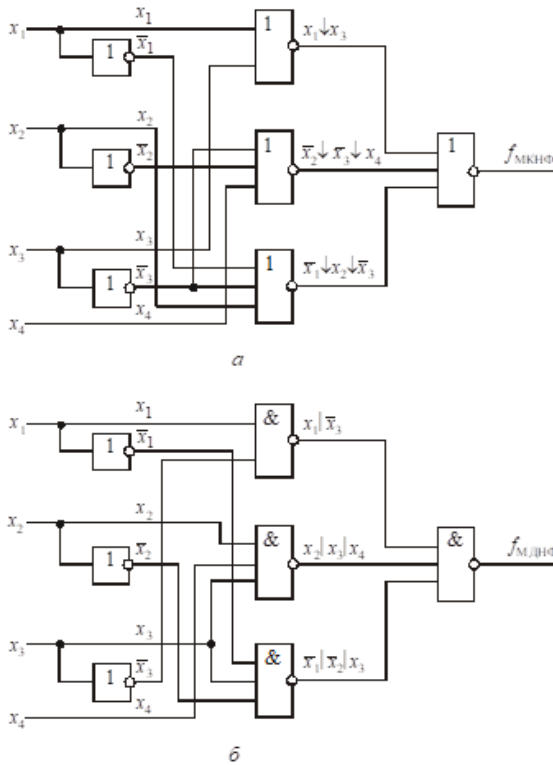 x₁ x₁
1 x̄₁ 1 x₁↓x₃
x₂ x₂
1 x̄₂ 1 x̄₂↓x̄₃↓x₄ 1 fМКНФ
x₃ x₃
1 x̄₃ 1 x̄₁↓x₂↓x̄₃
x₄ x₄
а
x₁ x₁
1 x̄₁ & x₁|x̄₃
x₂ x₂
1 x̄₂ & x₂|x₃|x₄ & fМДНФ
x₃ x₃
1 x̄₃ & x̄₁|x̄₂|x₃
x₄ x₄
б